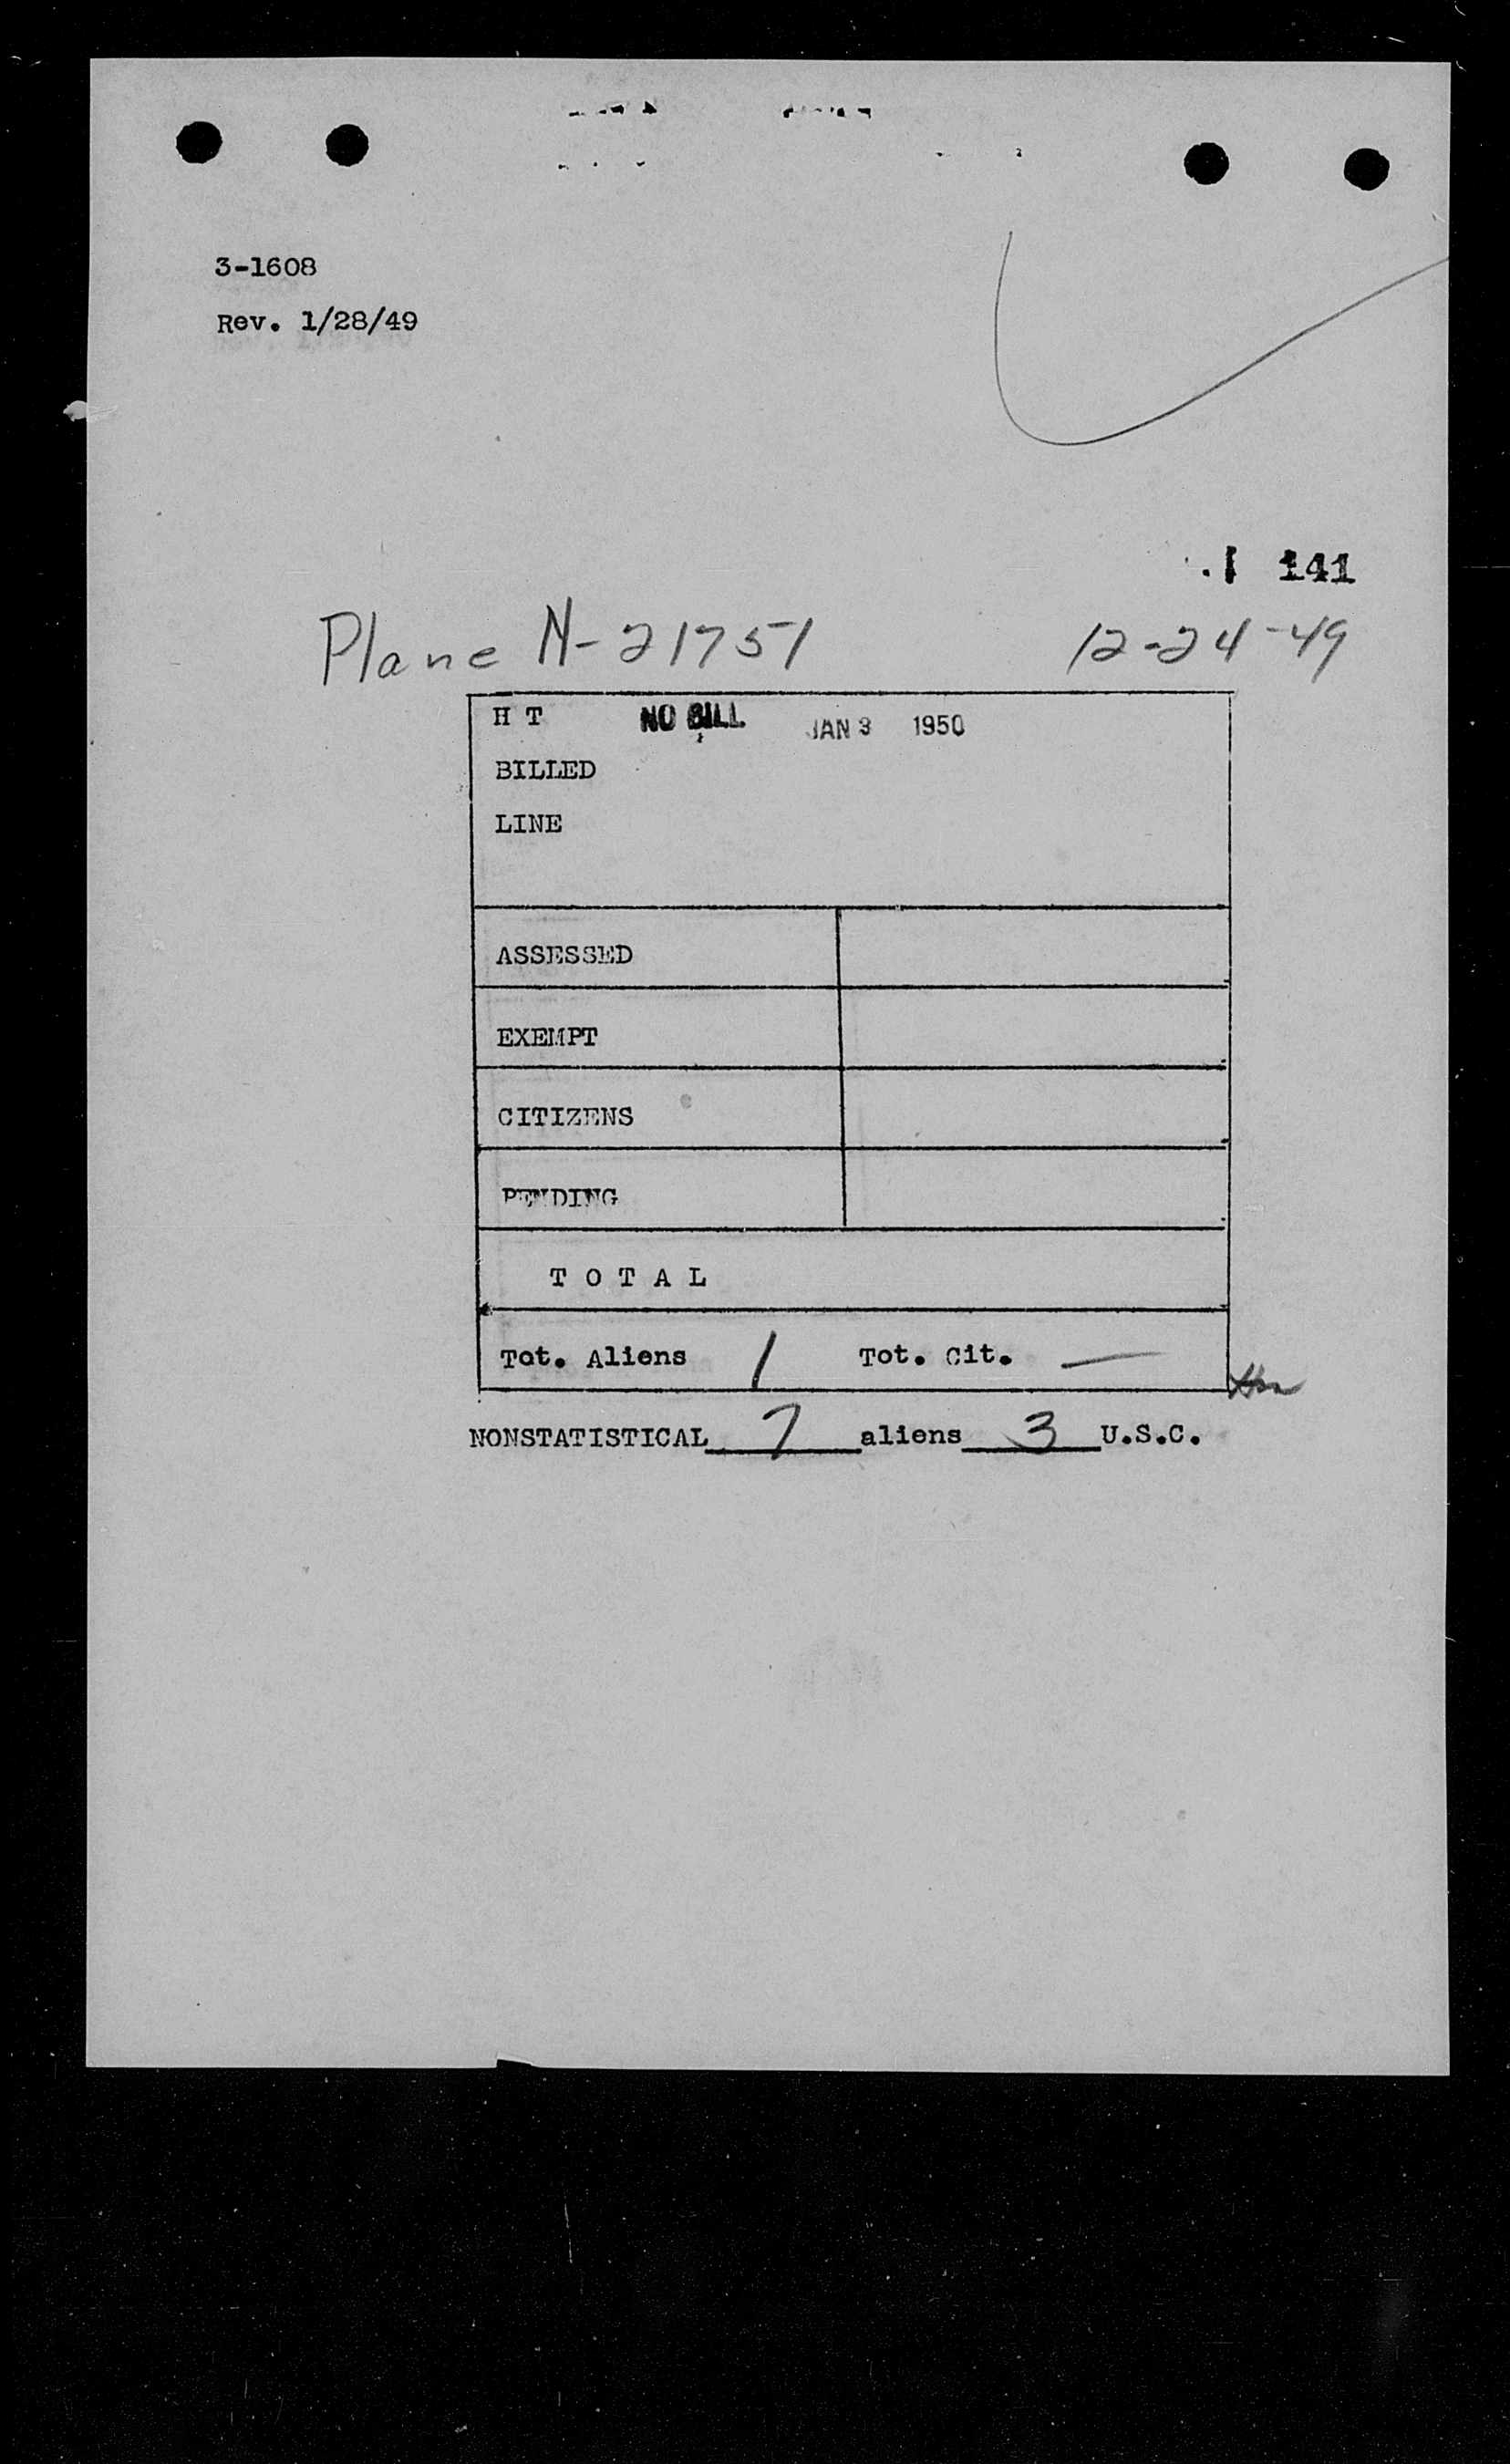 3-1608
Rev. 1/28/49
141
Plane N-21751 12-24-49
H T NO BILL JAN 3 1950
BILLED
LINE
ASSESSED
EXEMPT
CITIZENS
PENDING
T O T A L
Tot. Aliens 1 Tot. Cit. —
NONSTATISTICAL 7 aliens 3 U.S.C.